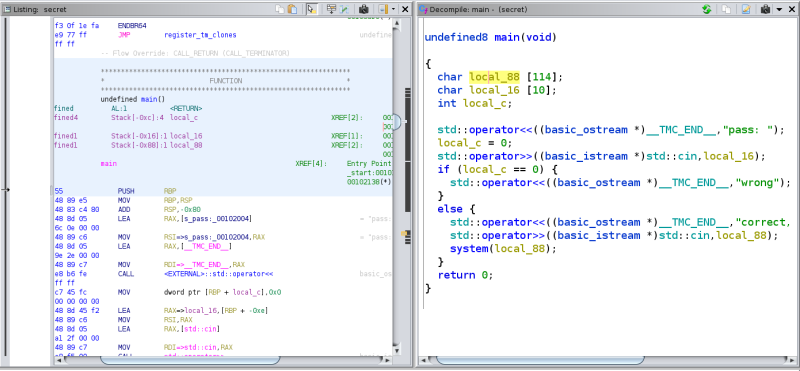 Listing:  secret
f3 0f 1e fa ENDBR64
e9 77 ff JMP register_tm_clones undefine
ff ff
-- Flow Override: CALL_RETURN (CALL_TERMINATOR)
************************************************************
* FUNCTION *
************************************************************
undefined main()
fined AL:1 <RETURN>
fined4 Stack[-0xc]:4 local_c XREF[2]: 001
001
fined1 Stack[-0x16]:1 local_16 XREF[1]: 001
fined1 Stack[-0x88]:1 local_88 XREF[2]: 001
001
main XREF[4]: Entry Point
_start:0010
00102138(*)
55 PUSH RBP
48 89 e5 MOV RBP,RSP
48 83 c4 80 ADD RSP,-0x80
48 8d 05 LEA RAX,[s_pass:_00102004] = "pass:
6c 0e 00 00
48 89 c6 MOV RSI=>s_pass:_00102004,RAX = "pass:
48 8d 05 LEA RAX,[__TMC_END__]
9e 2e 00 00
48 89 c7 MOV RDI=>__TMC_END__,RAX
e8 b6 fe CALL <EXTERNAL>::std::operator<< basic_os
ff ff
c7 45 fc MOV dword ptr [RBP + local_c],0x0
00 00 00 00
48 8d 45 f2 LEA RAX=>local_16,[RBP + -0xe]
48 89 c6 MOV RSI,RAX
48 8d 05 LEA RAX,[std::cin]
a1 2f 00 00
48 89 c7 MOV RDI=>std::cin,RAX
Decompile: main -  (secret)
undefined8 main(void)
{
char local_88 [114];
char local_16 [10];
int local_c;
std::operator<<((basic_ostream *)__TMC_END__,"pass: ");
local_c = 0;
std::operator>>((basic_istream *)std::cin,local_16);
if (local_c == 0) {
std::operator<<((basic_ostream *)__TMC_END__,"wrong");
}
else {
std::operator<<((basic_ostream *)__TMC_END__,"correct,
std::operator>>((basic_istream *)std::cin,local_88);
system(local_88);
}
return 0;
}